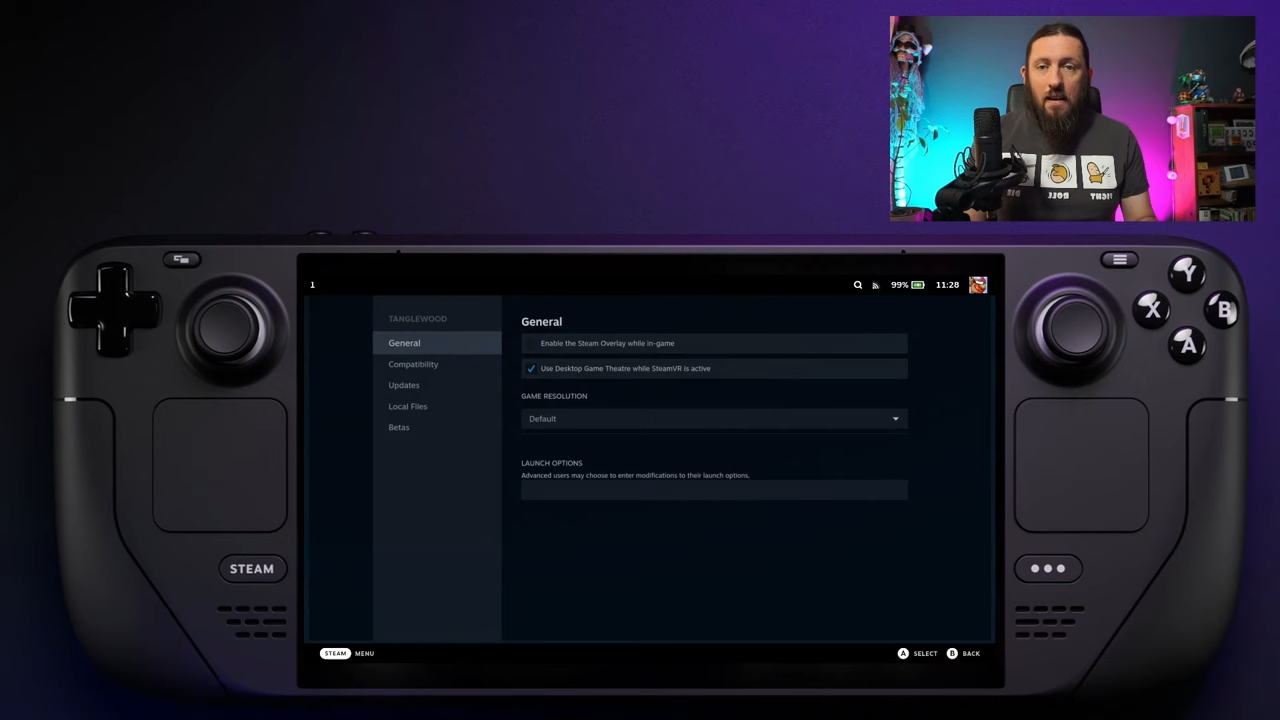 1
99%
11:28
TANGLEWOOD
General
Compatibility
Updates
Local Files
Betas
General
Enable the Steam Overlay while in-game
Use Desktop Game Theatre while SteamVR is active
GAME RESOLUTION
Default
LAUNCH OPTIONS
Advanced users may choose to enter modifications to their launch options.
STEAM MENU
A SELECT B BACK
STEAM
Y
X
B
A